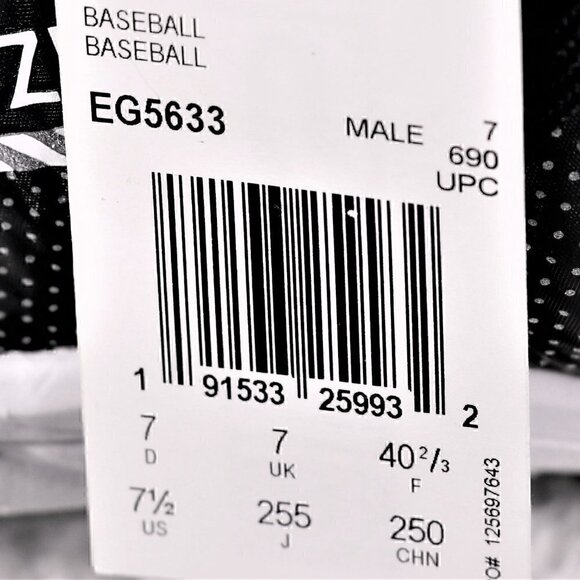 BASEBALL
BASEBALL
EG5633
MALE 7
690
UPC
1 91533 25993 2
7 7 40 2/3
D UK F
7½ 255 250
US J CHN
O# 125697643